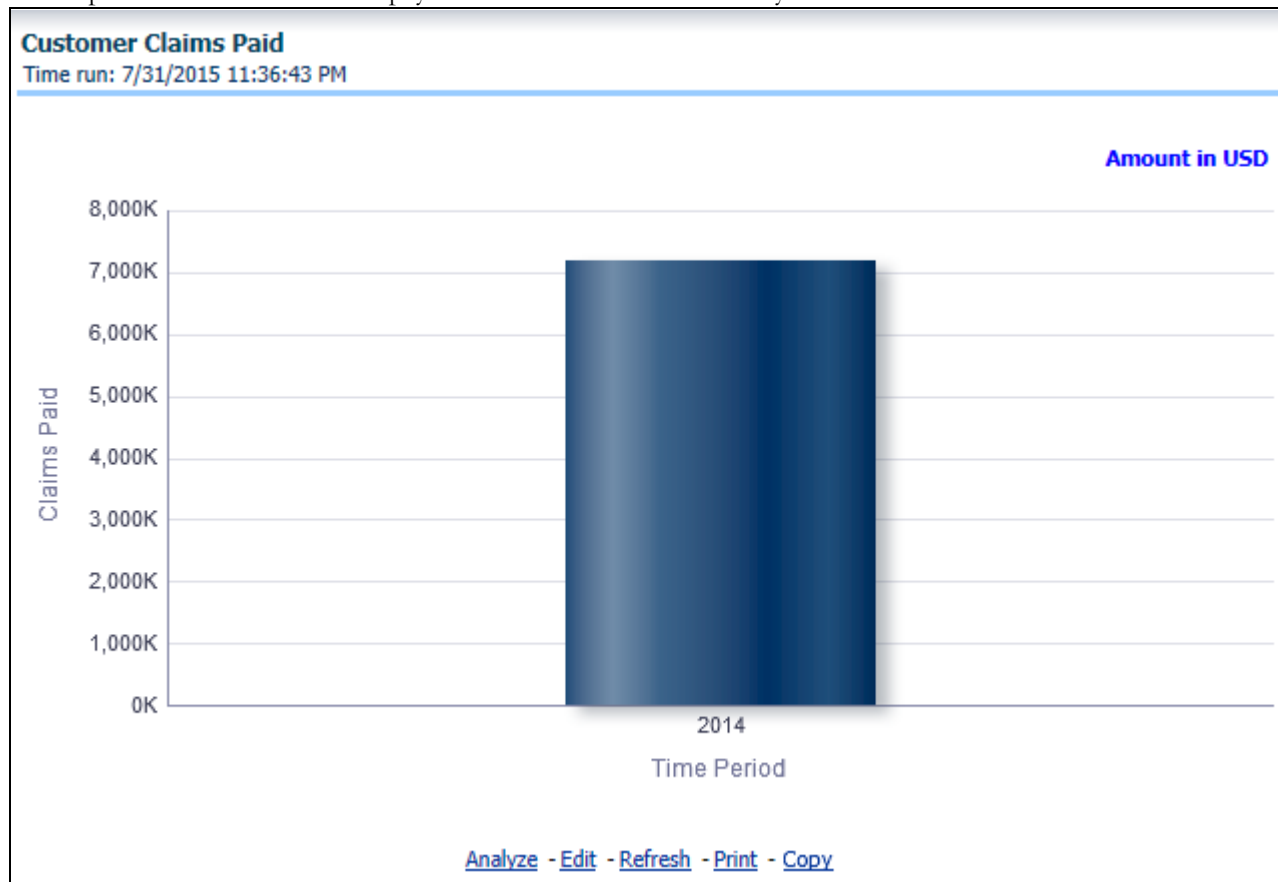 Customer Claims Paid
Time run: 7/31/2015 11:36:43 PM
Amount in USD
8,000K
7,000K
6,000K
5,000K
4,000K
3,000K
2,000K
1,000K
0K
Claims Paid
2014
Time Period
Analyze - Edit - Refresh - Print - Copy